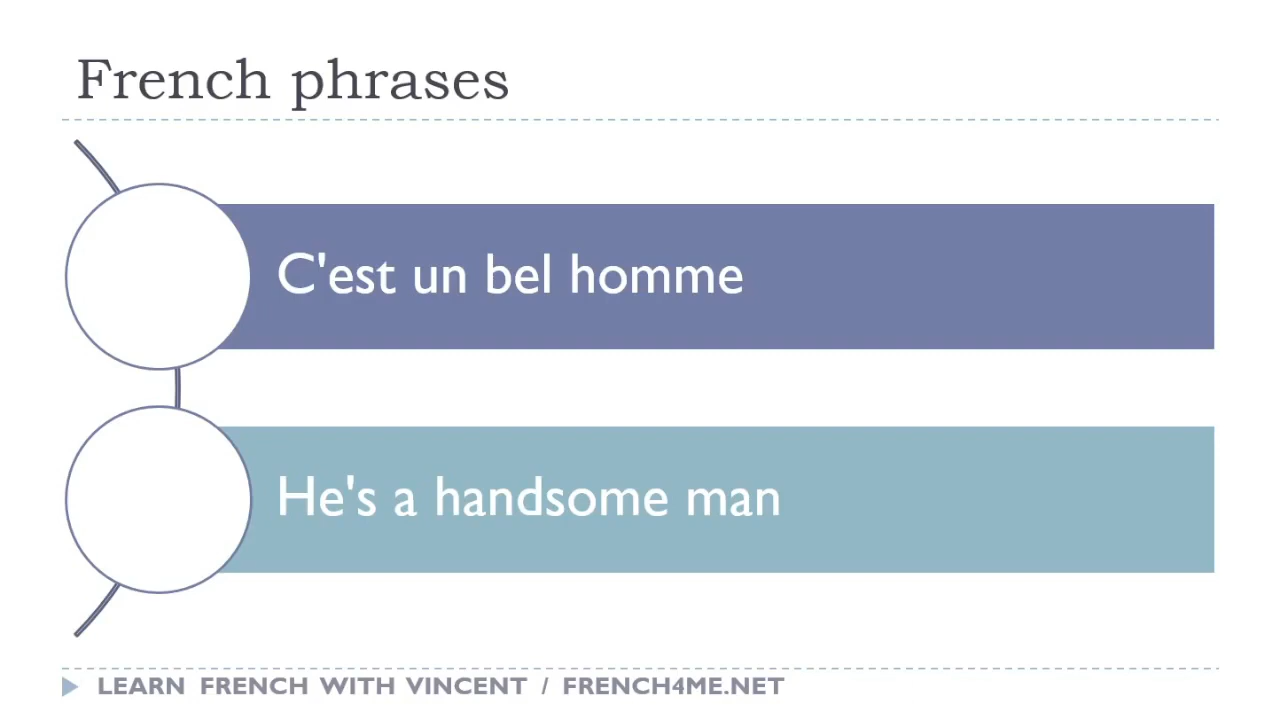 French phrases
C'est un bel homme
He's a handsome man
LEARN FRENCH WITH VINCENT / FRENCH4ME.NET